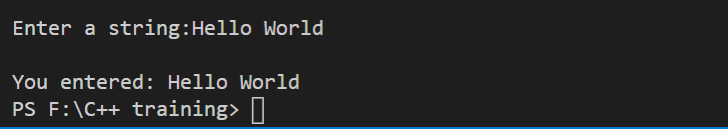 Enter a string:Hello World
You entered: Hello World
PS F:\C++ training>